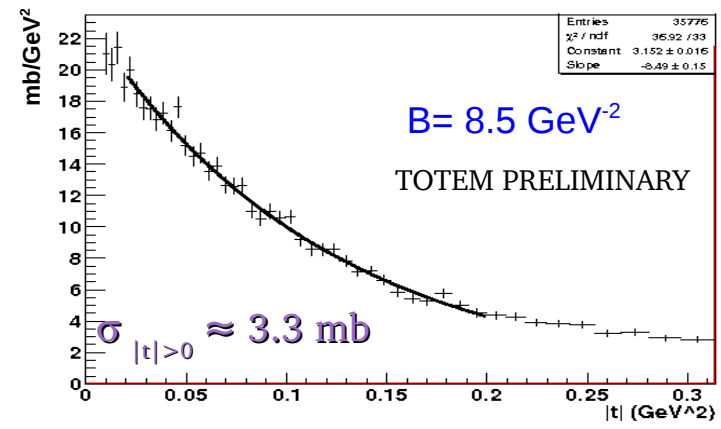 mb/GeV²
Entries 35776
χ² / ndf 36.92 / 33
Constant 3.152 ± 0.016
Slope -8.49 ± 0.15
B= 8.5 GeV⁻²
TOTEM PRELIMINARY
σ |t|>0 ≈ 3.3 mb
22
20
18
16
14
12
10
8
6
4
2
0
0 0.05 0.1 0.15 0.2 0.25 0.3
|t| (GeV^2)